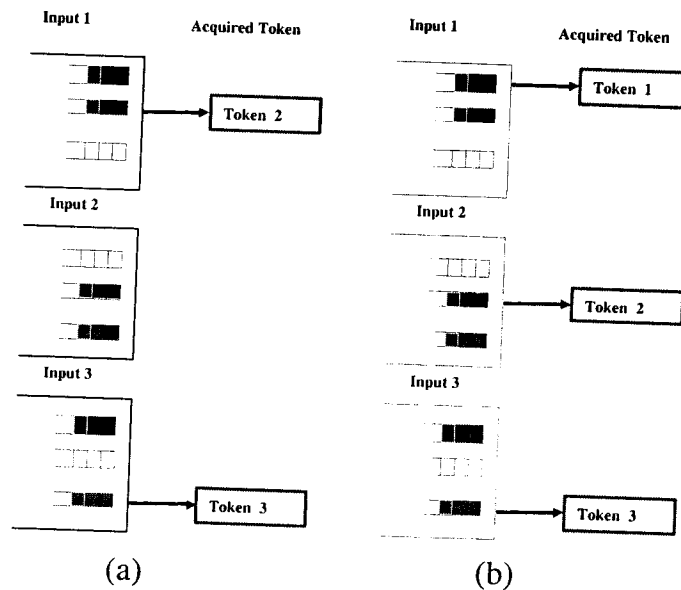 Input 1
Acquired Token
Token 2
Input 2
Input 3
Token 3
(a)
Input 1
Acquired Token
Token 1
Input 2
Token 2
Input 3
Token 3
(b)